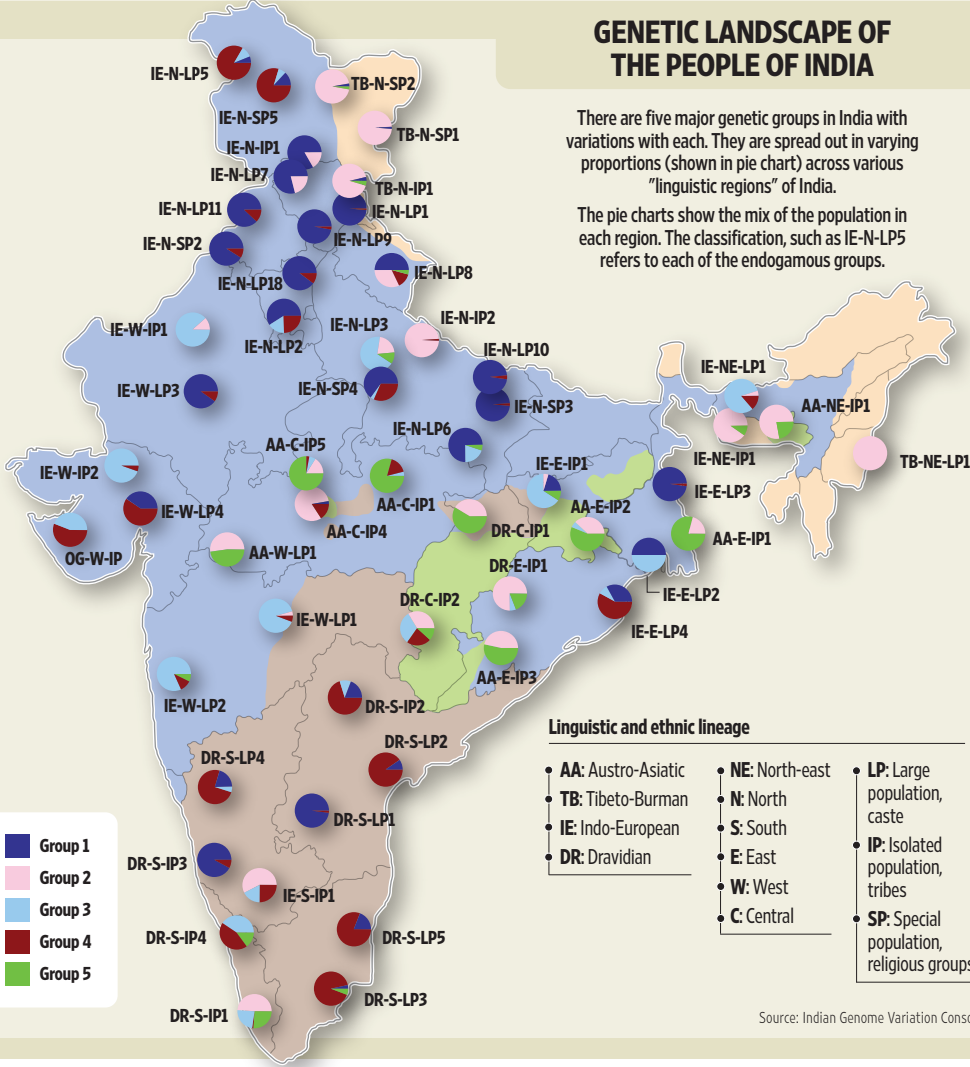 GENETIC LANDSCAPE OF
THE PEOPLE OF INDIA
There are five major genetic groups in India with
variations with each. They are spread out in varying
proportions (shown in pie chart) across various
"linguistic regions" of India.
The pie charts show the mix of the population in
each region. The classification, such as IE-N-LP5
refers to each of the endogamous groups.
IE-N-LP5
TB-N-SP2
IE-N-SP5
TB-N-SP1
IE-N-IP1
IE-N-LP7
TB-N-IP1
IE-N-LP11
IE-N-LP1
IE-N-SP2
IE-N-LP9
IE-N-LP18
IE-N-LP8
IE-W-IP1
IE-N-LP2
IE-N-LP3
IE-N-IP2
IE-N-LP10
IE-NE-LP1
IE-W-LP3
IE-N-SP4
IE-N-SP3
AA-NE-IP1
IE-N-LP6
AA-C-IP5
IE-NE-IP1
TB-NE-LP1
IE-W-IP2
IE-E-IP1
IE-E-LP3
IE-W-LP4
AA-C-IP1
AA-E-IP2
AA-C-IP4
DR-C-IP1
AA-E-IP1
OG-W-IP
AA-W-LP1
DR-E-IP1
IE-E-LP2
DR-C-IP2
IE-W-LP1
IE-E-LP4
AA-E-IP3
IE-W-LP2
DR-S-IP2
DR-S-LP2
DR-S-LP4
DR-S-LP1
DR-S-IP3
IE-S-IP1
DR-S-IP4
DR-S-LP5
DR-S-LP3
DR-S-IP1
Group 1
Group 2
Group 3
Group 4
Group 5
Linguistic and ethnic lineage
AA: Austro-Asiatic
TB: Tibeto-Burman
IE: Indo-European
DR: Dravidian
NE: North-east
N: North
S: South
E: East
W: West
C: Central
LP: Large
population,
caste
IP: Isolated
population,
tribes
SP: Special
population,
religious groups
Source: Indian Genome Variation